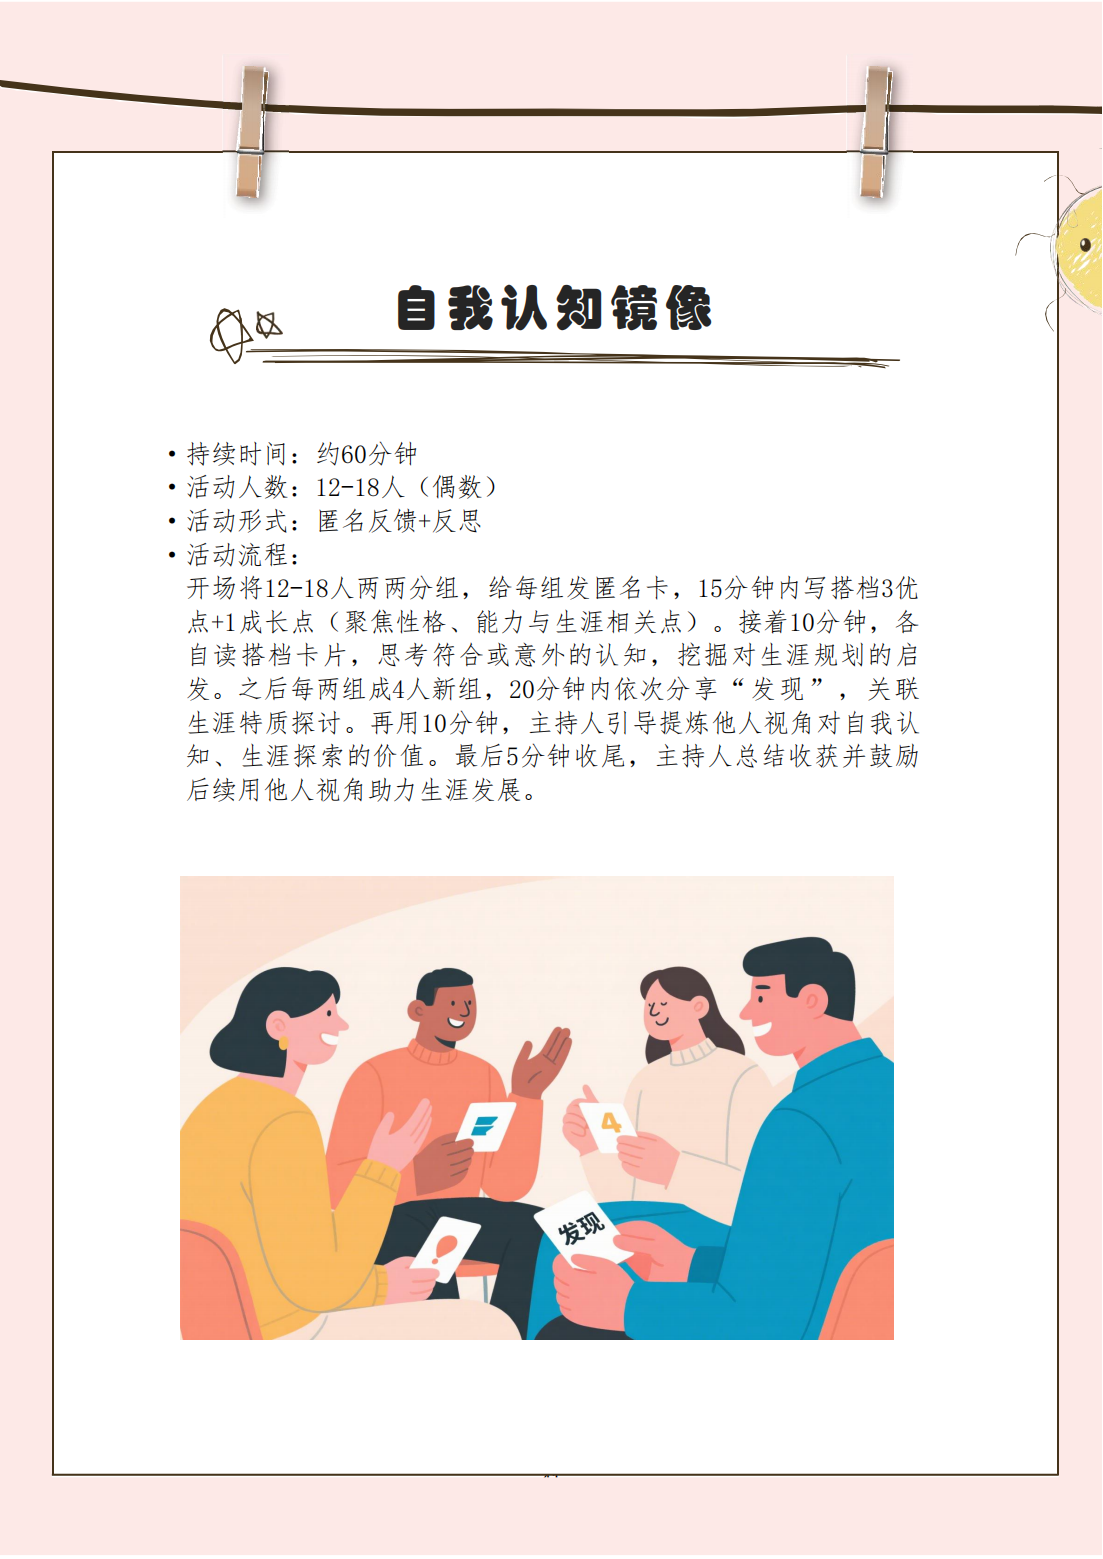 自我认知镜像
•持续时间：约60分钟
•活动人数：12-18人（偶数）
•活动形式：匿名反馈+反思
•活动流程：
开场将12-18人两两分组，给每组发匿名卡，15分钟内写搭档3优
点+1成长点（聚焦性格、能力与生涯相关点）。接着10分钟，各
自读搭档卡片，思考符合或意外的认知，挖掘对生涯规划的启
发。之后每两组成4人新组，20分钟内依次分享“发现”，关联
生涯特质探讨。再用10分钟，主持人引导提炼他人视角对自我认
知、生涯探索的价值。最后5分钟收尾，主持人总结收获并鼓励
后续用他人视角助力生涯发展。
4
发现